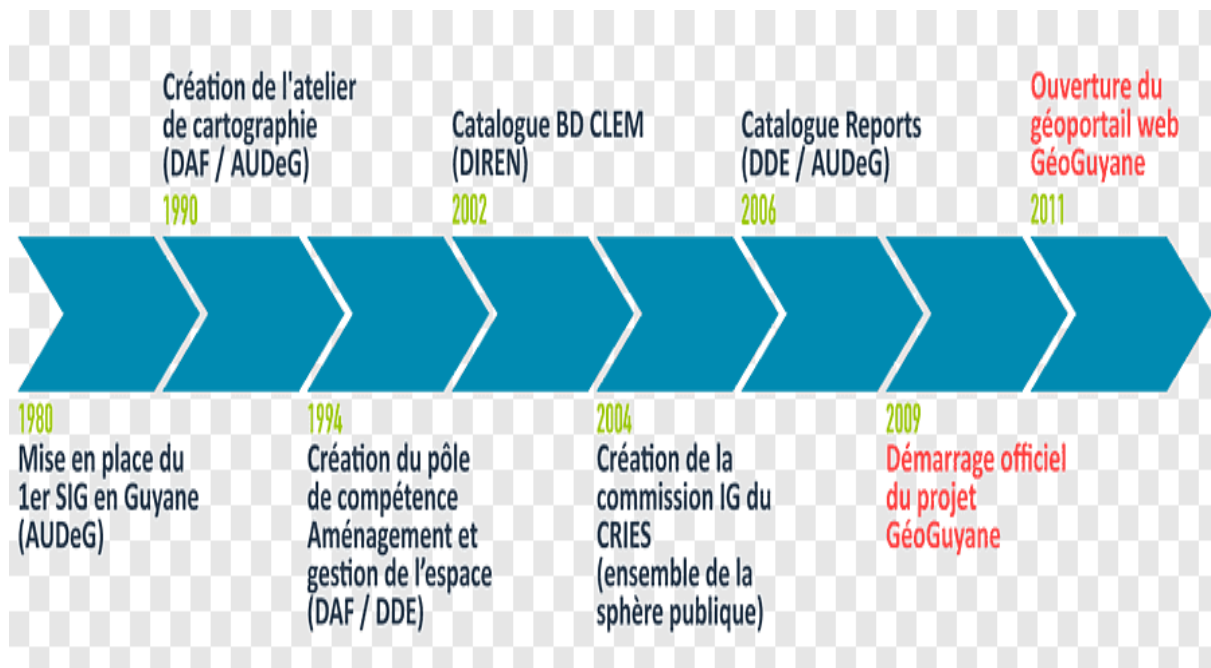 Création de l'atelier
de cartographie
(DAF / AUDeG)
1990
Catalogue BD CLEM
(DIREN)
2002
Catalogue Reports
(DDE / AUDeG)
2006
Ouverture du
géoportail web
GéoGuyane
2011
1980
Mise en place du
1er SIG en Guyane
(AUDeG)
1994
Création du pôle
de compétence
Aménagement et
gestion de l’espace
(DAF / DDE)
2004
Création de la
commission IG du
CRIES
(ensemble de la
sphère publique)
2009
Démarrage officiel
du projet
GéoGuyane